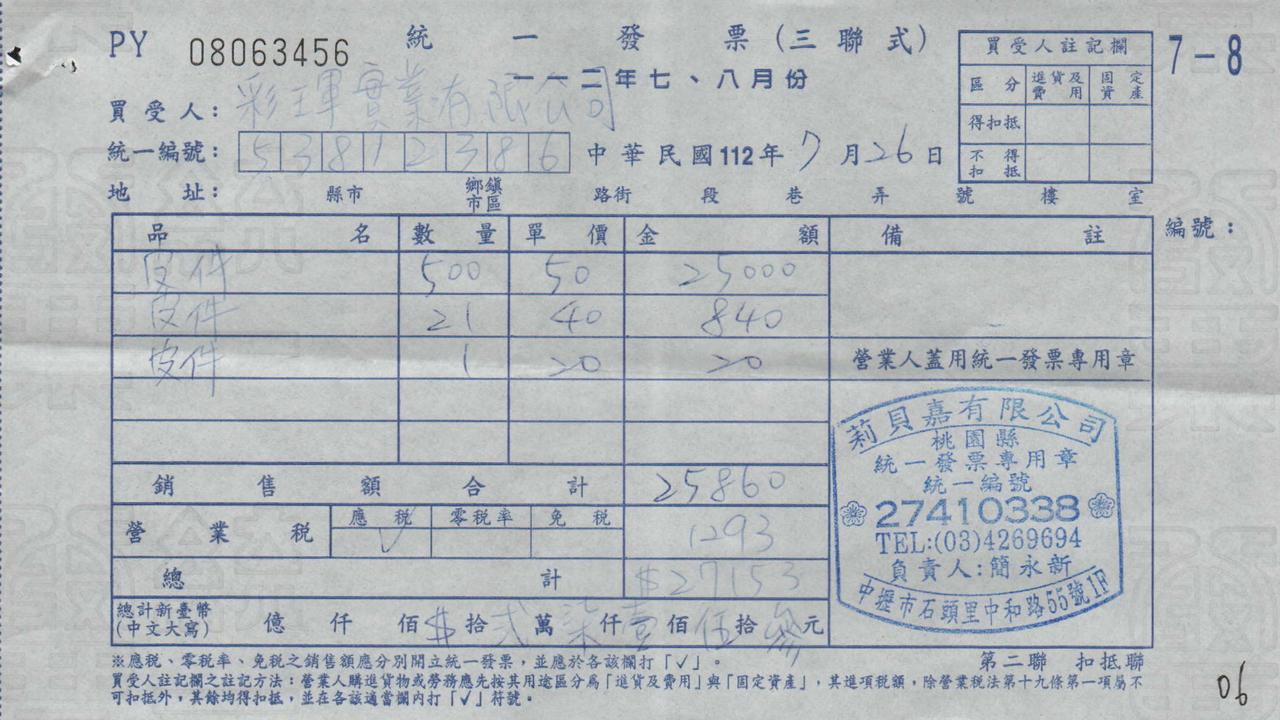 PY 08063456 統一發票(三聯式)
一一二年七、八月份
7-8
買受人註記欄
區分 進貨及費用 固定資產
得扣抵
不得扣抵
買受人: 彩琿實業有限公司
統一編號: 53812386 中華民國112年7月26日
地址: 縣市 鄉鎮市區 路街 段 巷 弄 號 樓 室
編號:
品名 數量 單價 金額 備註
皮件 500 50 25000
皮件 21 40 840
皮件 1 20 20
營業人蓋用統一發票專用章
銷售額合計 25860
營業稅 應稅 零稅率 免稅
√ 1293
總計 $27153
總計新臺幣(中文大寫) 億 仟 佰 $ 拾 弍 萬 柒 仟 壹 佰 伍 拾 參 元
莉貝嘉有限公司
桃園縣
統一發票專用章
統一編號
27410338
TEL:(03)4269694
負責人:簡永新
中壢市石頭里中和路55號1F
※應稅、零稅率、免稅之銷售額應分別開立統一發票,並應於各該欄打「√」。
第二聯 扣抵聯
買受人註記欄之註記方法:營業人購進貨物或勞務應先按其用途區分為「進貨及費用」與「固定資產」,其進項稅額,除營業稅法第十九條第一項屬不
可扣抵外,其餘均得扣抵,並在各該適當欄內打「√」符號。
06